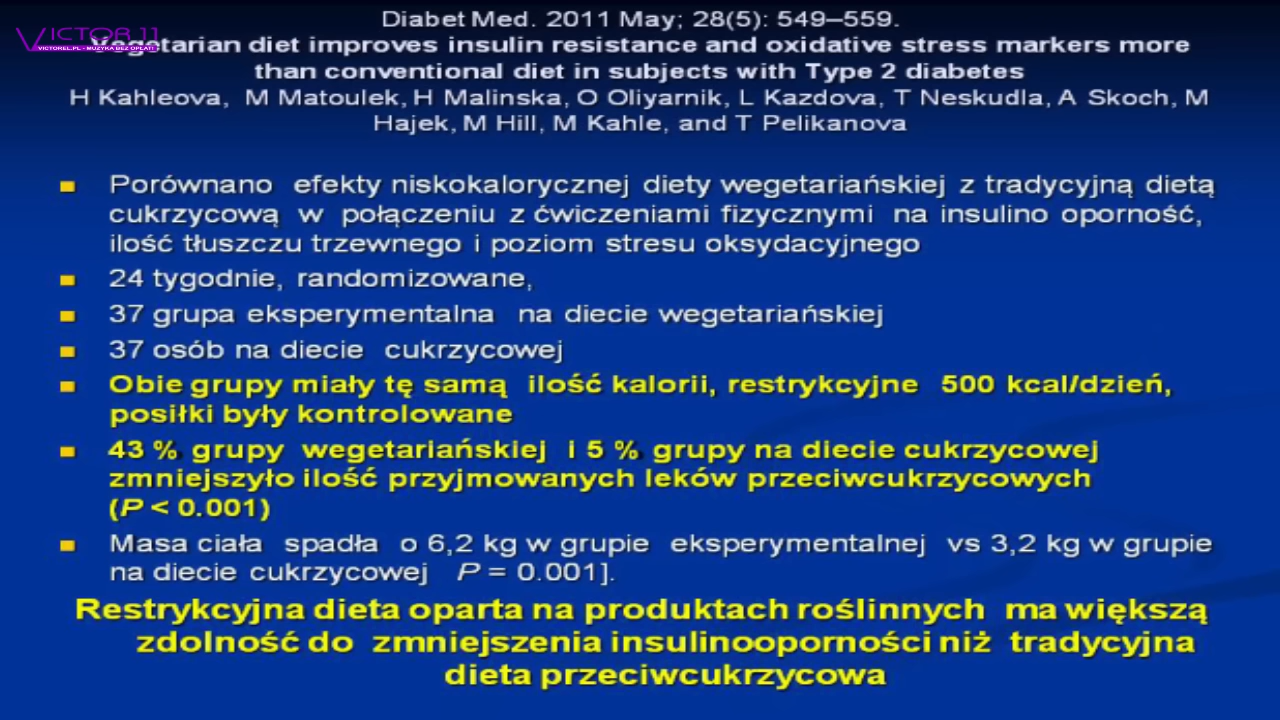 Diabet Med. 2011 May; 28(5): 549–559.
VICTOR 11
VICTOREL.PL - MUZYKA BEZ OPŁAT!
Vegetarian diet improves insulin resistance and oxidative stress markers more
than conventional diet in subjects with Type 2 diabetes
H Kahleova, M Matoulek, H Malinska, O Oliyarnik, L Kazdova, T Neskudla, A Skoch, M
Hajek, M Hill, M Kahle, and T Pelikanova
Porównano efekty niskokalorycznej diety wegetariańskiej z tradycyjną dietą
cukrzycową w połączeniu z ćwiczeniami fizycznymi na insulino oporność,
ilość tłuszczu trzewnego i poziom stresu oksydacyjnego
24 tygodnie, randomizowane,
37 grupa eksperymentalna na diecie wegetariańskiej
37 osób na diecie cukrzycowej
Obie grupy miały tę samą ilość kalorii, restrykcyjne 500 kcal/dzień,
posiłki były kontrolowane
43 % grupy wegetariańskiej i 5 % grupy na diecie cukrzycowej
zmniejszyło ilość przyjmowanych leków przeciwcukrzycowych
(P < 0.001)
Masa ciała spadła o 6,2 kg w grupie eksperymentalnej vs 3,2 kg w grupie
na diecie cukrzycowej P = 0.001].
Restrykcyjna dieta oparta na produktach roślinnych ma większą
zdolność do zmniejszenia insulinooporności niż tradycyjna
dieta przeciwcukrzycowa